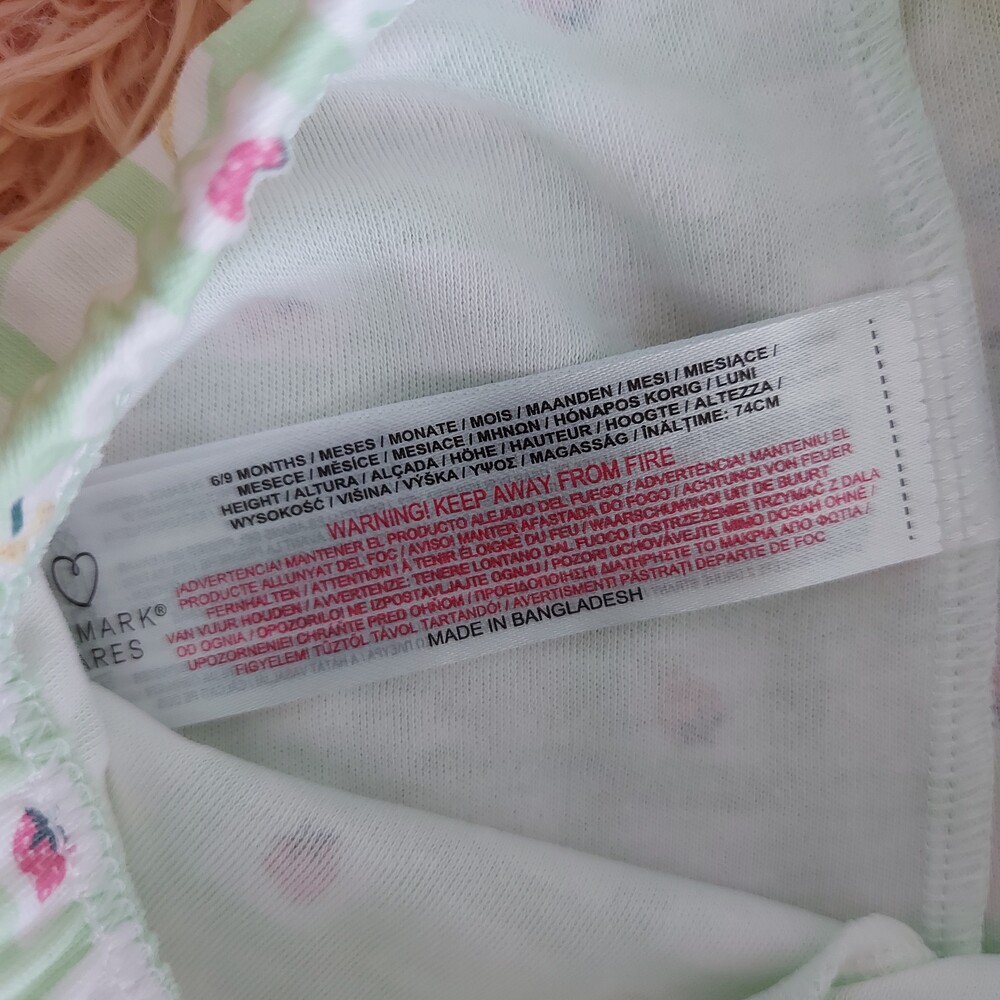 6/9 MONTHS / MESES / MONATE / MOIS / MAANDEN / MESI / MIESIĄCE /
MESECE / MĚSÍCE / MESIACE / ΜΗΝΩΝ / HÓNAPOS KORIG / LUNI
HEIGHT / ALTURA / ALÇADA / HÖHE / HAUTEUR / HOOGTE / ALTEZZA /
WYSOKOŚĆ / VIŠINA / VÝŠKA / ΥΨΟΣ / MAGASSÁG / ÎNĂLȚIME: 74CM
WARNING! KEEP AWAY FROM FIRE
¡ADVERTENCIA! MANTENER EL PRODUCTO ALEJADO DEL FUEGO / ADVERTÈNCIA! MANTENIU EL
PRODUCTE ALLUNYAT DEL FOC / AVISO! MANTER AFASTADA DO FOGO / ACHTUNG! VON FEUER
FERNHALTEN / ATTENTION ! À TENIR ÉLOIGNÉ DU FEU / WAARSCHUWING! UIT DE BUURT
VAN VUUR HOUDEN / AVVERTENZE: TENERE LONTANO DAL FUOCO / OSTRZEŻENIE! TRZYMAĆ Z DALA
OD OGNIA / OPOZORILO! NE IZPOSTAVLJAJTE OGNJU / POZOR! UCHOVÁVEJTE MIMO DOSAH OHNĚ /
UPOZORNENIE! CHRÁŇTE PRED OHŇOM / ΠΡΟΕΙΔΟΠΟΙΗΣΗ! ΔΙΑΤΗΡΗΣΤΕ ΤΟ ΜΑΚΡΙΑ ΑΠΟ ΦΩΤΙΑ /
FIGYELEM! TŰZTŐL TÁVOL TARTANDÓ! / AVERTISMENT! PĂSTRAȚI DEPARTE DE FOC
MADE IN BANGLADESH
MARK®
ARES